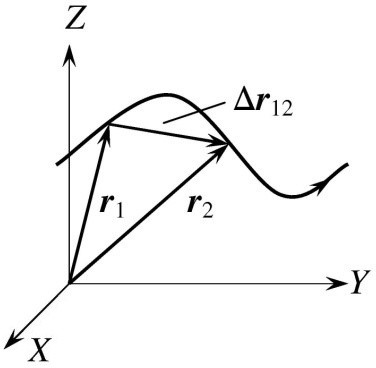 Z
Δr₁₂
r₁
r₂
Y
X